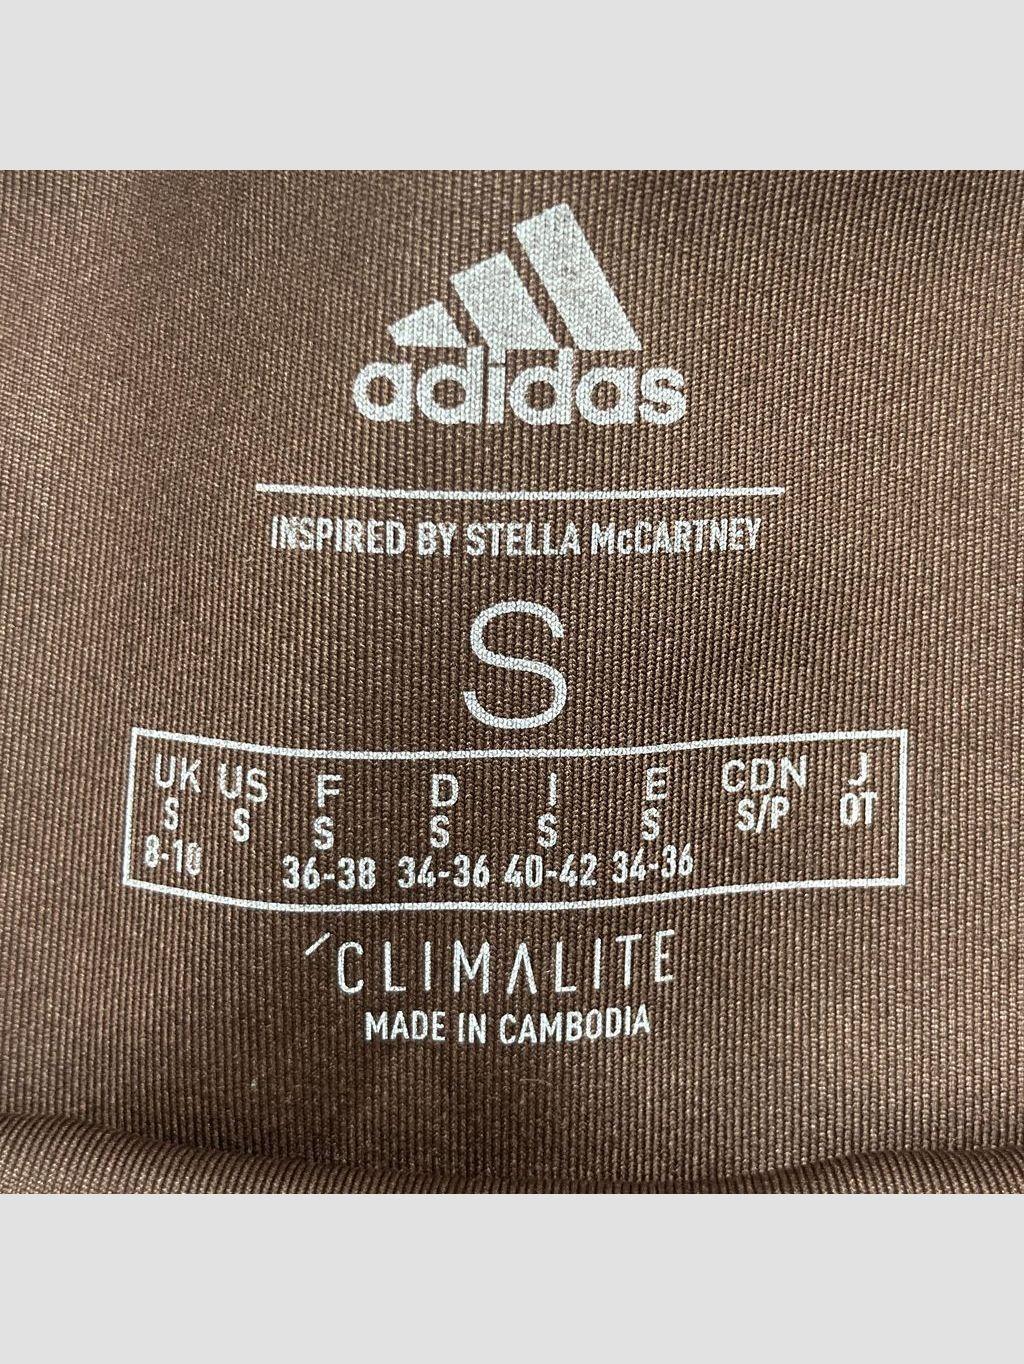 adidas
INSPIRED BY STELLA McCARTNEY
S
UK US F D I E CDN J
S S S S S S S/P OT
8-10 36-38 34-36 40-42 34-36
CLIMALITE
MADE IN CAMBODIA